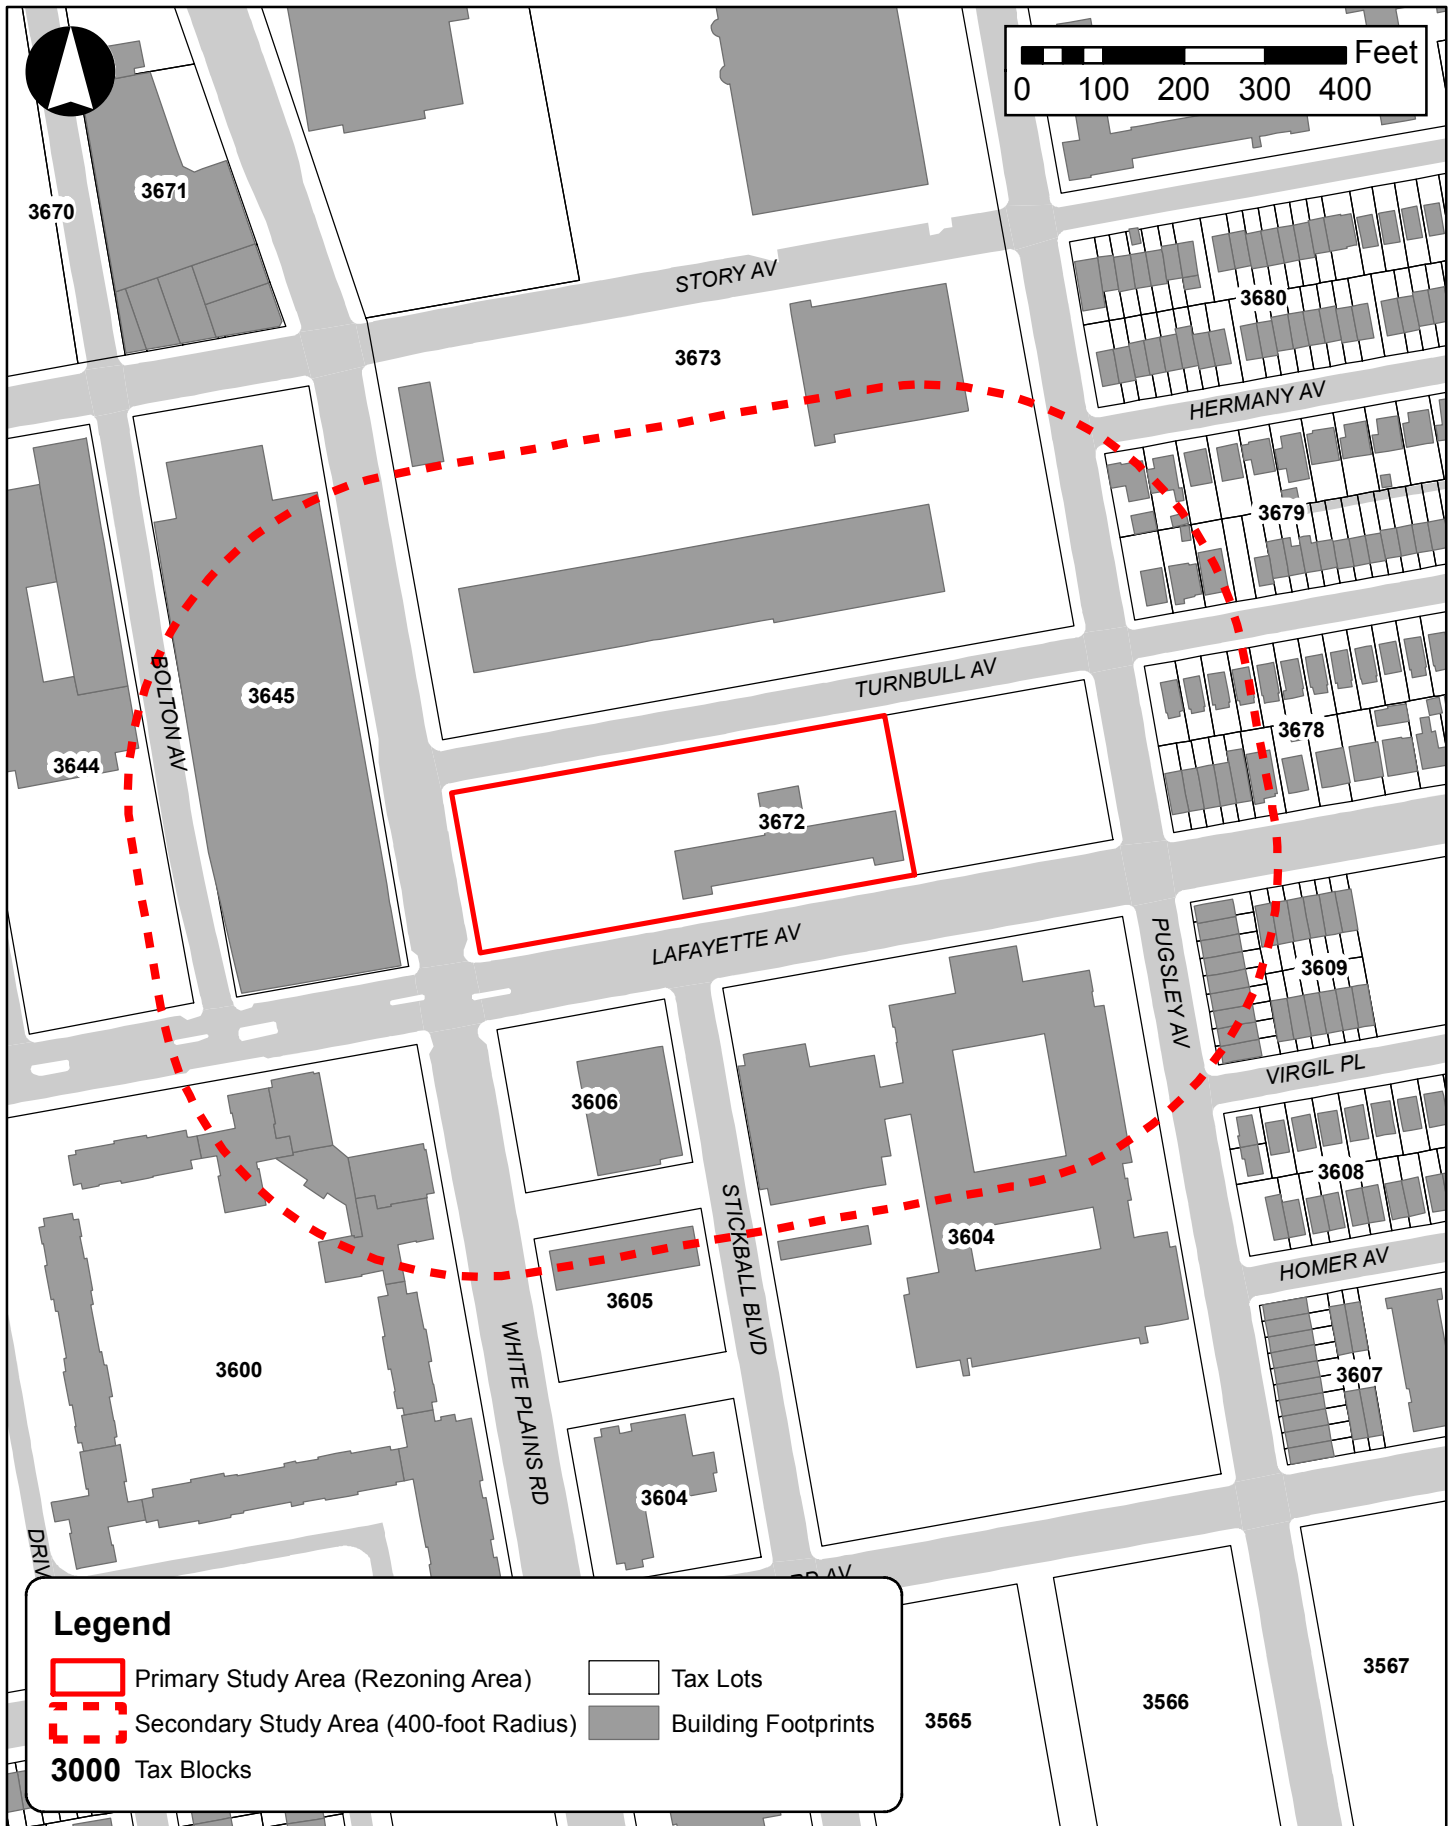 Feet
0 100 200 300 400
3671
3670
STORY AV
3680
3673
HERMANY AV
3679
BOLTON AV
3645
TURNBULL AV
3678
3644
3672
LAFAYETTE AV
PUGSLEY AV
3609
VIRGIL PL
3606
3608
STICKBALL BLVD
3604
HOMER AV
3605
WHITE PLAINS RD
3600
3607
3604
DRIV
AV
3567
3566
3565
Legend
Primary Study Area (Rezoning Area)
Tax Lots
Secondary Study Area (400-foot Radius)
Building Footprints
3000 Tax Blocks